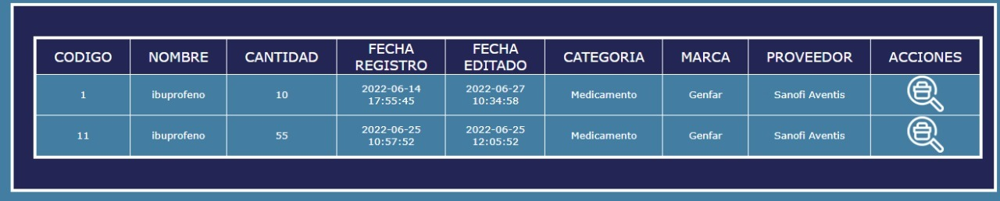 CODIGO NOMBRE CANTIDAD FECHA REGISTRO FECHA EDITADO CATEGORIA MARCA PROVEEDOR ACCIONES
1 ibuprofeno 10 2022-06-14 17:55:45 2022-06-27 10:34:58 Medicamento Genfar Sanofi Aventis
11 ibuprofeno 55 2022-06-25 10:57:52 2022-06-25 12:05:52 Medicamento Genfar Sanofi Aventis